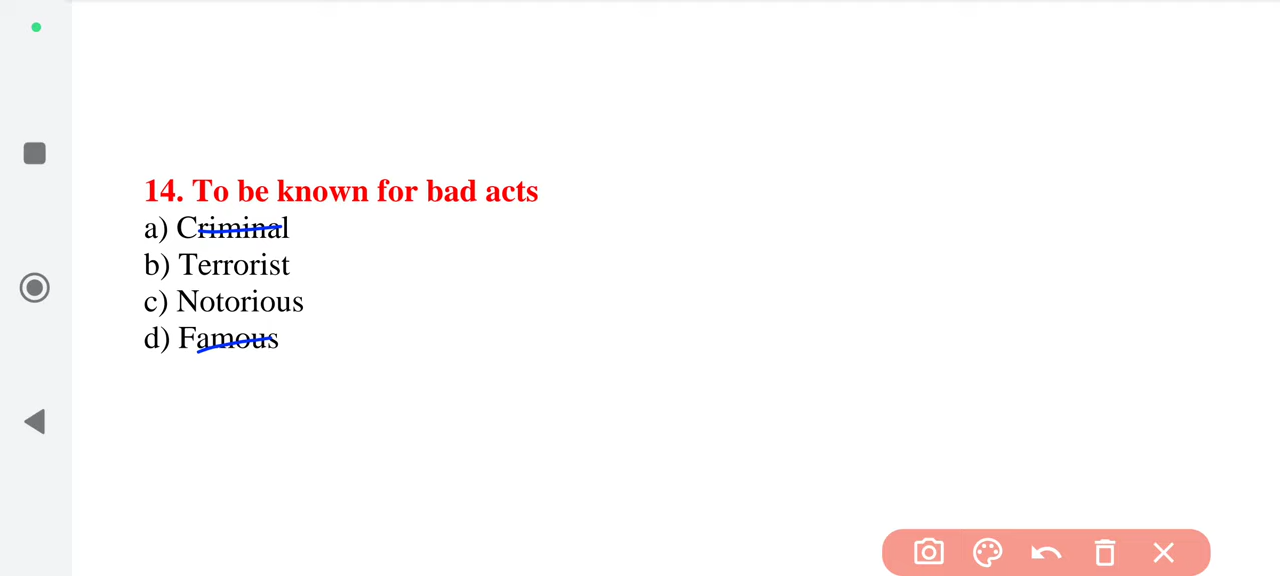 14. To be known for bad acts
a) Criminal
b) Terrorist
c) Notorious
d) Famous